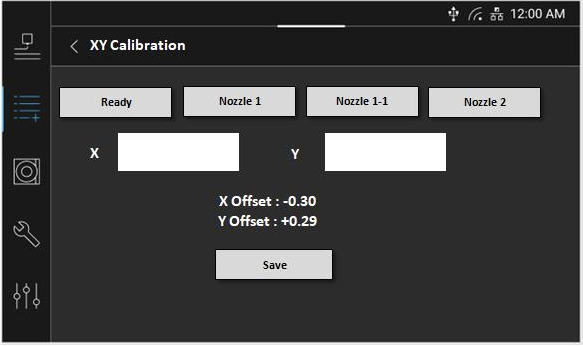 12:00 AM
XY Calibration
Ready Nozzle 1 Nozzle 1-1 Nozzle 2
X Y
X Offset : -0.30
Y Offset : +0.29
Save